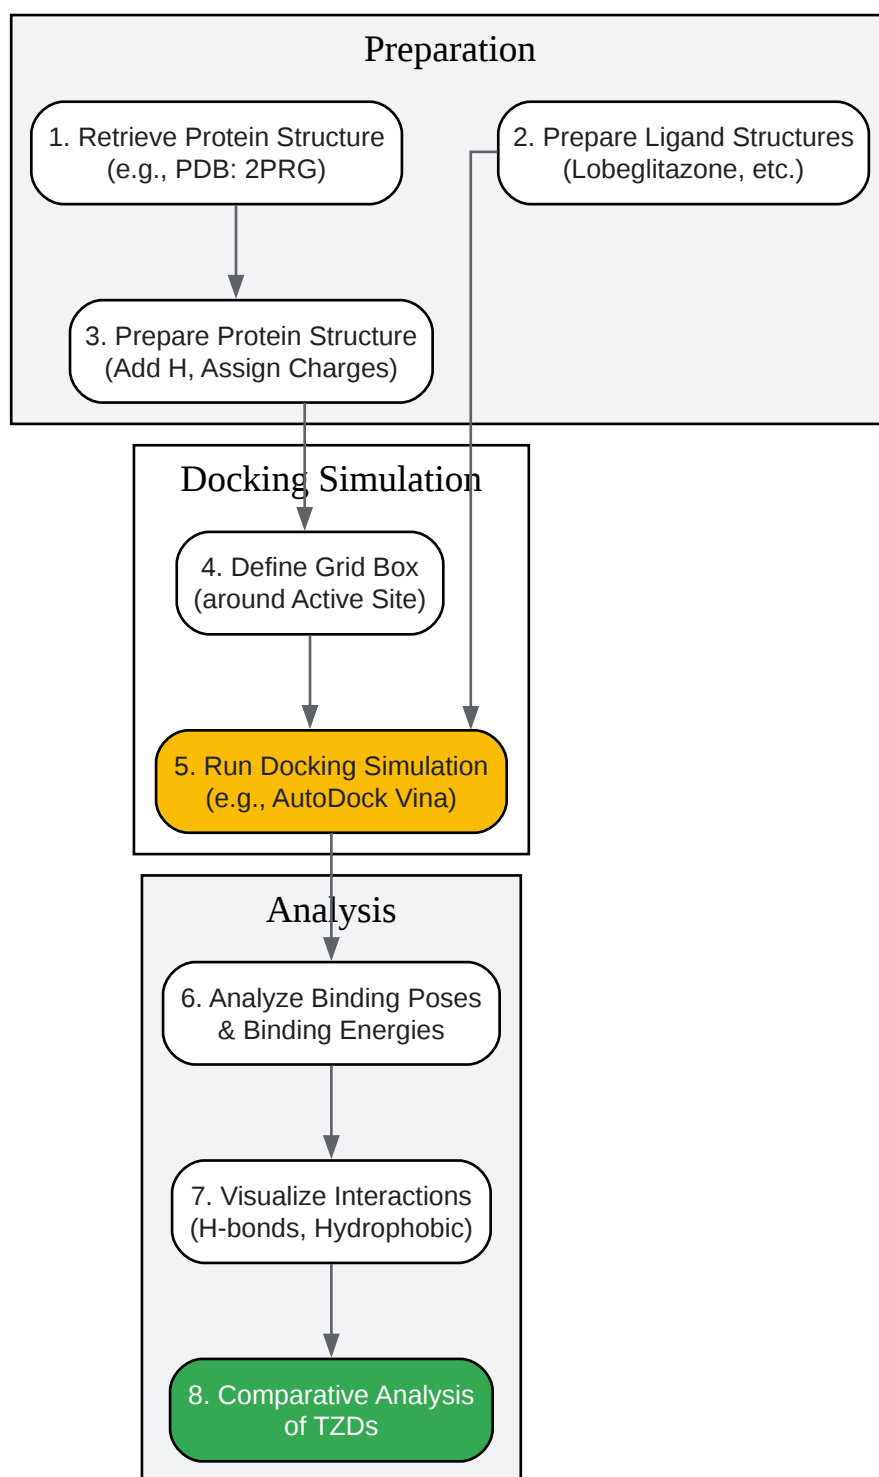 Preparation
1. Retrieve Protein Structure
(e.g., PDB: 2PRG)
2. Prepare Ligand Structures
(Lobeglitazone, etc.)
3. Prepare Protein Structure
(Add H, Assign Charges)
Docking Simulation
4. Define Grid Box
(around Active Site)
5. Run Docking Simulation
(e.g., AutoDock Vina)
Analysis
6. Analyze Binding Poses
& Binding Energies
7. Visualize Interactions
(H-bonds, Hydrophobic)
8. Comparative Analysis
of TZDs